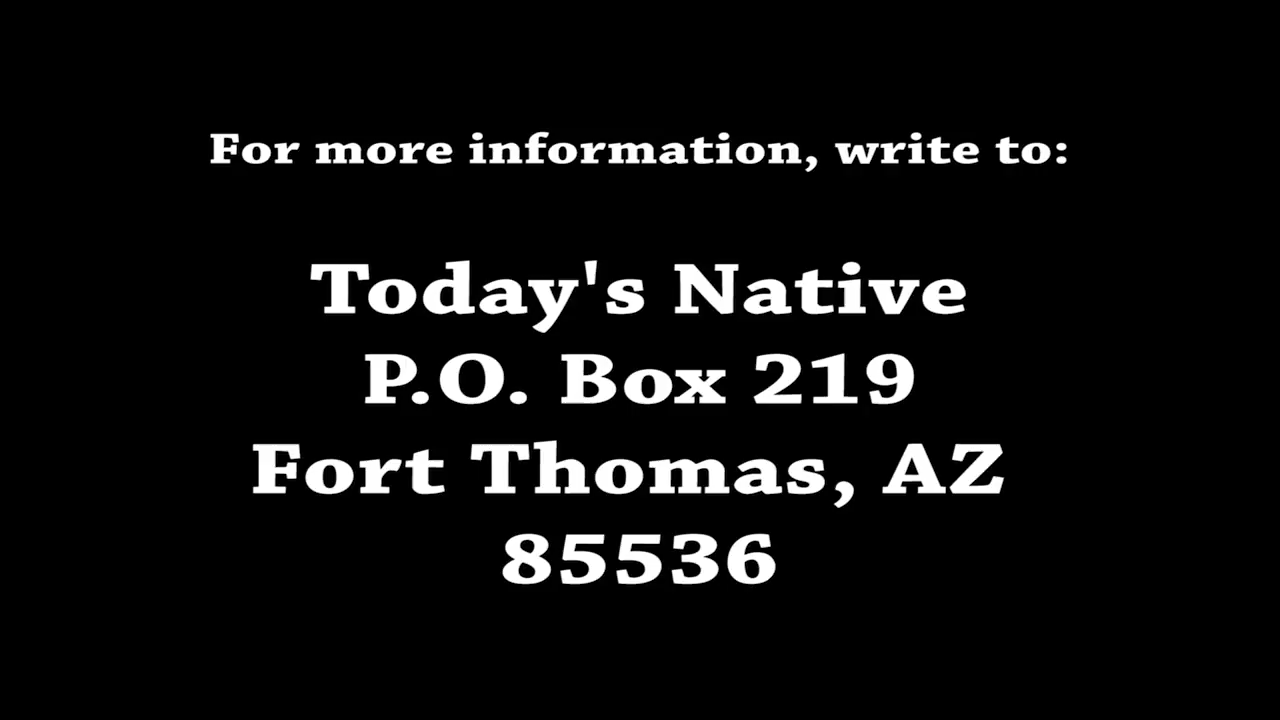 For more information, write to:
Today's Native
P.O. Box 219
Fort Thomas, AZ
85536